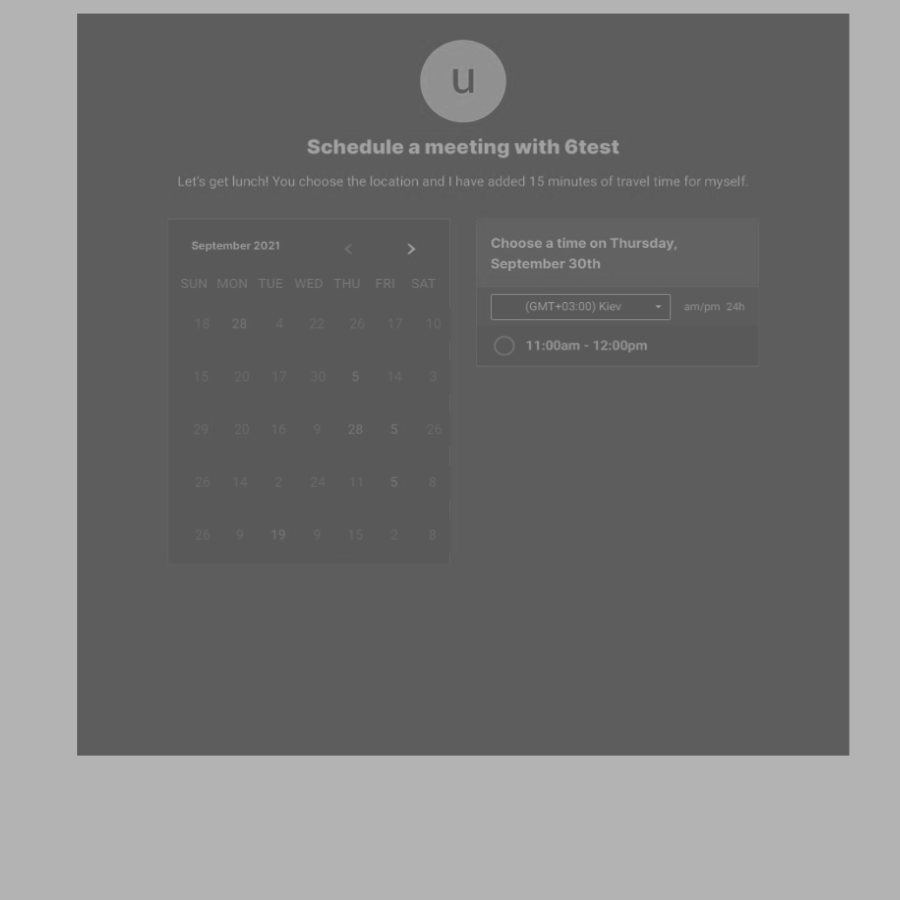 u
Schedule a meeting with 6test
Let's get lunch! You choose the location and I have added 15 minutes of travel time for myself.
September 2021
SUN MON TUE WED THU FRI SAT
18 28 4 22 26 17 10
15 20 17 30 5 14 3
29 20 16 9 28 5 26
26 14 2 24 11 5 8
26 9 19 9 15 2 8
Choose a time on Thursday,
September 30th
(GMT+03:00) Kiev am/pm 24h
11:00am - 12:00pm